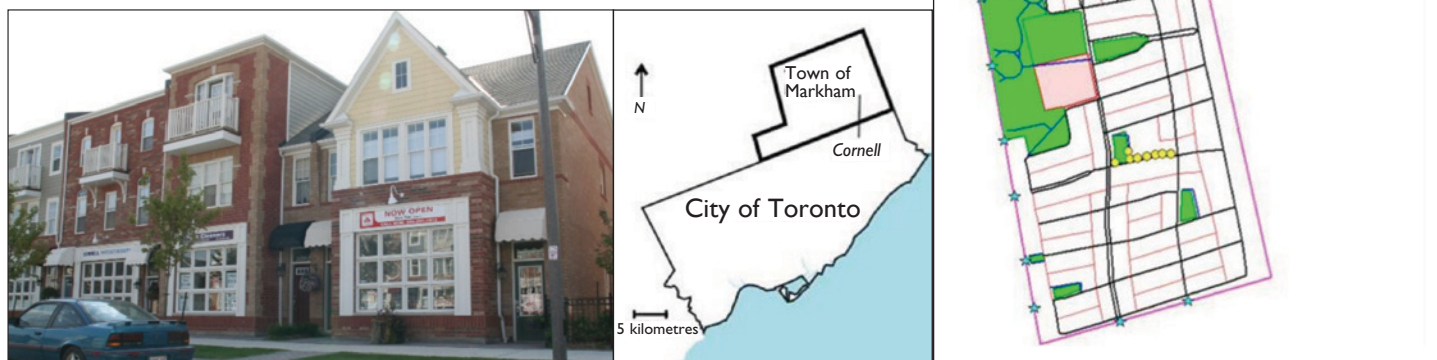 NOW OPEN
N
Town of
Markham
Cornell
City of Toronto
5 kilometres